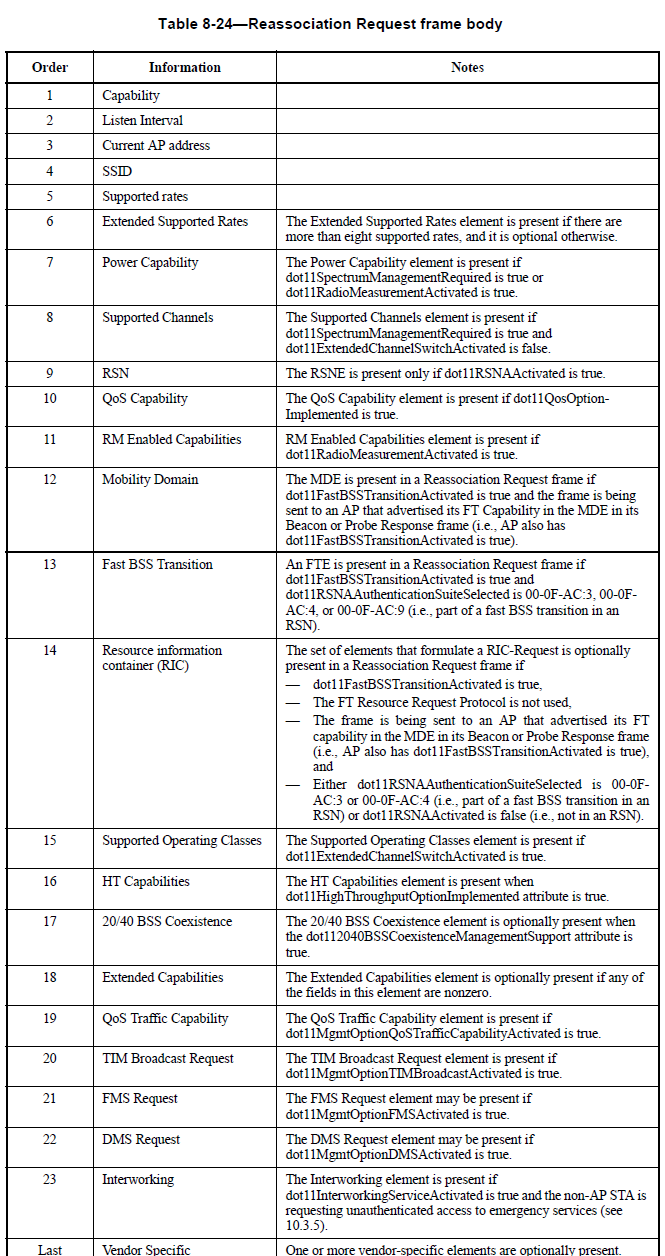 Table 8-24—Reassociation Request frame body
Order Information Notes
1 Capability
2 Listen Interval
3 Current AP address
4 SSID
5 Supported rates
6 Extended Supported Rates The Extended Supported Rates element is present if there are
more than eight supported rates, and it is optional otherwise.
7 Power Capability The Power Capability element is present if
dot11SpectrumManagementRequired is true or
dot11RadioMeasurementActivated is true.
8 Supported Channels The Supported Channels element is present if
dot11SpectrumManagementRequired is true and
dot11ExtendedChannelSwitchActivated is false.
9 RSN The RSNE is present only if dot11RSNAActivated is true.
10 QoS Capability The QoS Capability element is present if dot11QosOption-
Implemented is true.
11 RM Enabled Capabilities RM Enabled Capabilities element is present if
dot11RadioMeasurementActivated is true.
12 Mobility Domain The MDE is present in a Reassociation Request frame if
dot11FastBSSTransitionActivated is true and the frame is being
sent to an AP that advertised its FT Capability in the MDE in its
Beacon or Probe Response frame (i.e., AP also has
dot11FastBSSTransitionActivated is true).
13 Fast BSS Transition An FTE is present in a Reassociation Request frame if
dot11FastBSSTransitionActivated is true and
dot11RSNAAuthenticationSuiteSelected is 00-0F-AC:3, 00-0F-
AC:4, or 00-0F-AC:9 (i.e., part of a fast BSS transition in an
RSN).
14 Resource information The set of elements that formulate a RIC-Request is optionally
container (RIC) present in a Reassociation Request frame if
— dot11FastBSSTransitionActivated is true,
— The FT Resource Request Protocol is not used,
— The frame is being sent to an AP that advertised its FT
capability in the MDE in its Beacon or Probe Response frame
(i.e., AP also has dot11FastBSSTransitionActivated is true),
and
— Either dot11RSNAAuthenticationSuiteSelected is 00-0F-
AC:3 or 00-0F-AC:4 (i.e., part of a fast BSS transition in an
RSN) or dot11RSNAActivated is false (i.e., not in an RSN).
15 Supported Operating Classes The Supported Operating Classes element is present if
dot11ExtendedChannelSwitchActivated is true.
16 HT Capabilities The HT Capabilities element is present when
dot11HighThroughputOptionImplemented attribute is true.
17 20/40 BSS Coexistence The 20/40 BSS Coexistence element is optionally present when
the dot112040BSSCoexistenceManagementSupport attribute is
true.
18 Extended Capabilities The Extended Capabilities element is optionally present if any of
the fields in this element are nonzero.
19 QoS Traffic Capability The QoS Traffic Capability element is present if
dot11MgmtOptionQoSTrafficCapabilityActivated is true.
20 TIM Broadcast Request The TIM Broadcast Request element is present if
dot11MgmtOptionTIMBroadcastActivated is true.
21 FMS Request The FMS Request element may be present if
dot11MgmtOptionFMSActivated is true.
22 DMS Request The DMS Request element may be present if
dot11MgmtOptionDMSActivated is true.
23 Interworking The Interworking element is present if
dot11InterworkingServiceActivated is true and the non-AP STA is
requesting unauthenticated access to emergency services (see
10.3.5).
Last Vendor Specific One or more vendor-specific elements are optionally present.